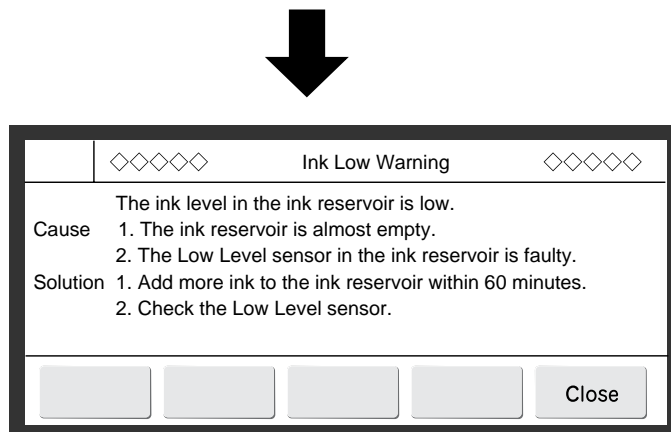 ◇◇◇◇◇ Ink Low Warning ◇◇◇◇◇
The ink level in the ink reservoir is low.
Cause 1. The ink reservoir is almost empty.
2. The Low Level sensor in the ink reservoir is faulty.
Solution 1. Add more ink to the ink reservoir within 60 minutes.
2. Check the Low Level sensor.
Close